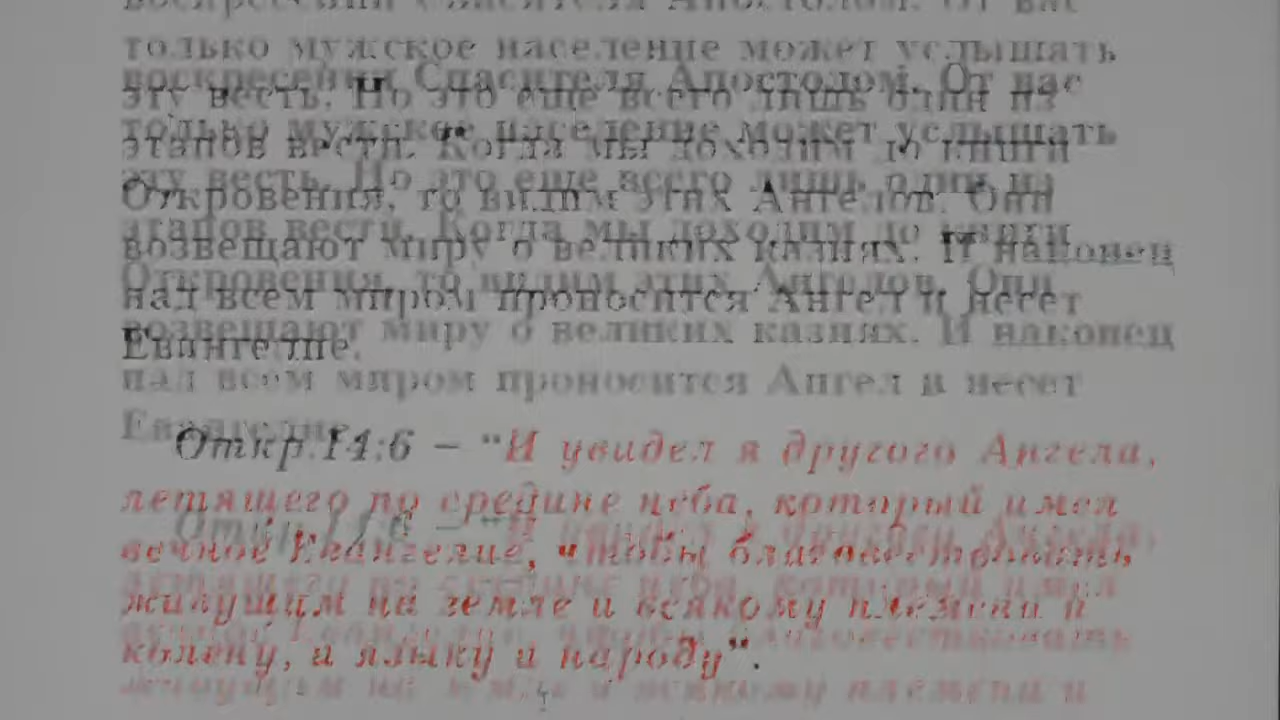 воскресении Спасителя Апостолом. От вас
только мужское население может услышать
эту весть. Но это еще всего лишь один из
этапов вести. Когда мы доходим до книги
Откровения, то видим этих Ангелов. Они
возвещают миру о великих казнях. И наконец
над всем миром проносится Ангел и несет
Евангелие.
Откр.14:6 – "И увидел я другого Ангела,
летящего по средине неба, который имел
вечное Евангелие, чтобы благовествовать
живущим на земле и всякому племени и
колену, и языку и народу".